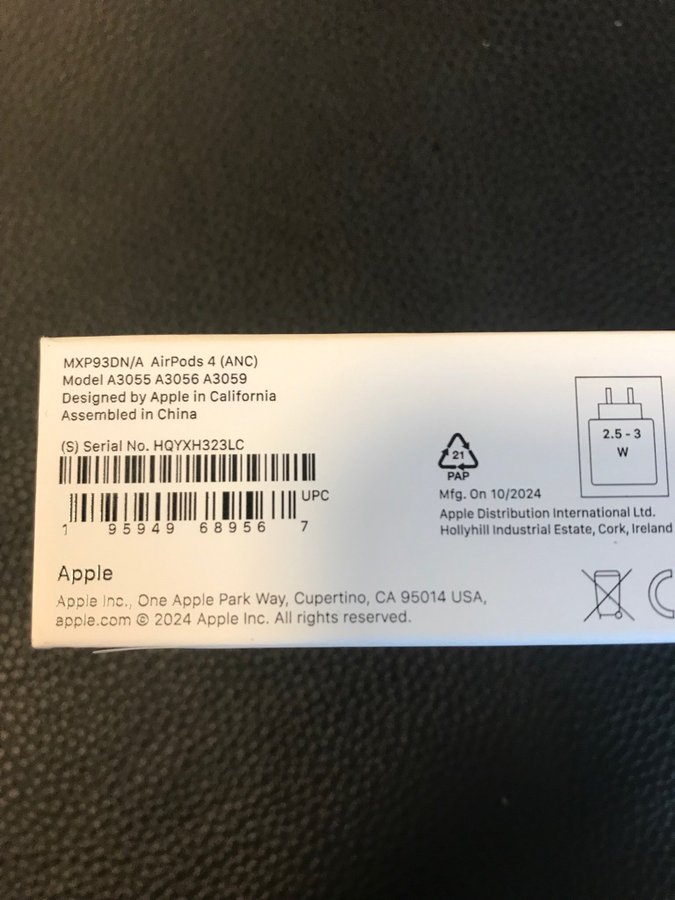 MXP93DN/A AirPods 4 (ANC)
Model A3055 A3056 A3059
Designed by Apple in California
Assembled in China
(S) Serial No. HQYXH323LC
UPC
1 95949 68956 7
Apple
Apple Inc., One Apple Park Way, Cupertino, CA 95014 USA,
apple.com © 2024 Apple Inc. All rights reserved.
21
PAP
Mfg. On 10/2024
Apple Distribution International Ltd.
Hollyhill Industrial Estate, Cork, Ireland
2.5 - 3
W